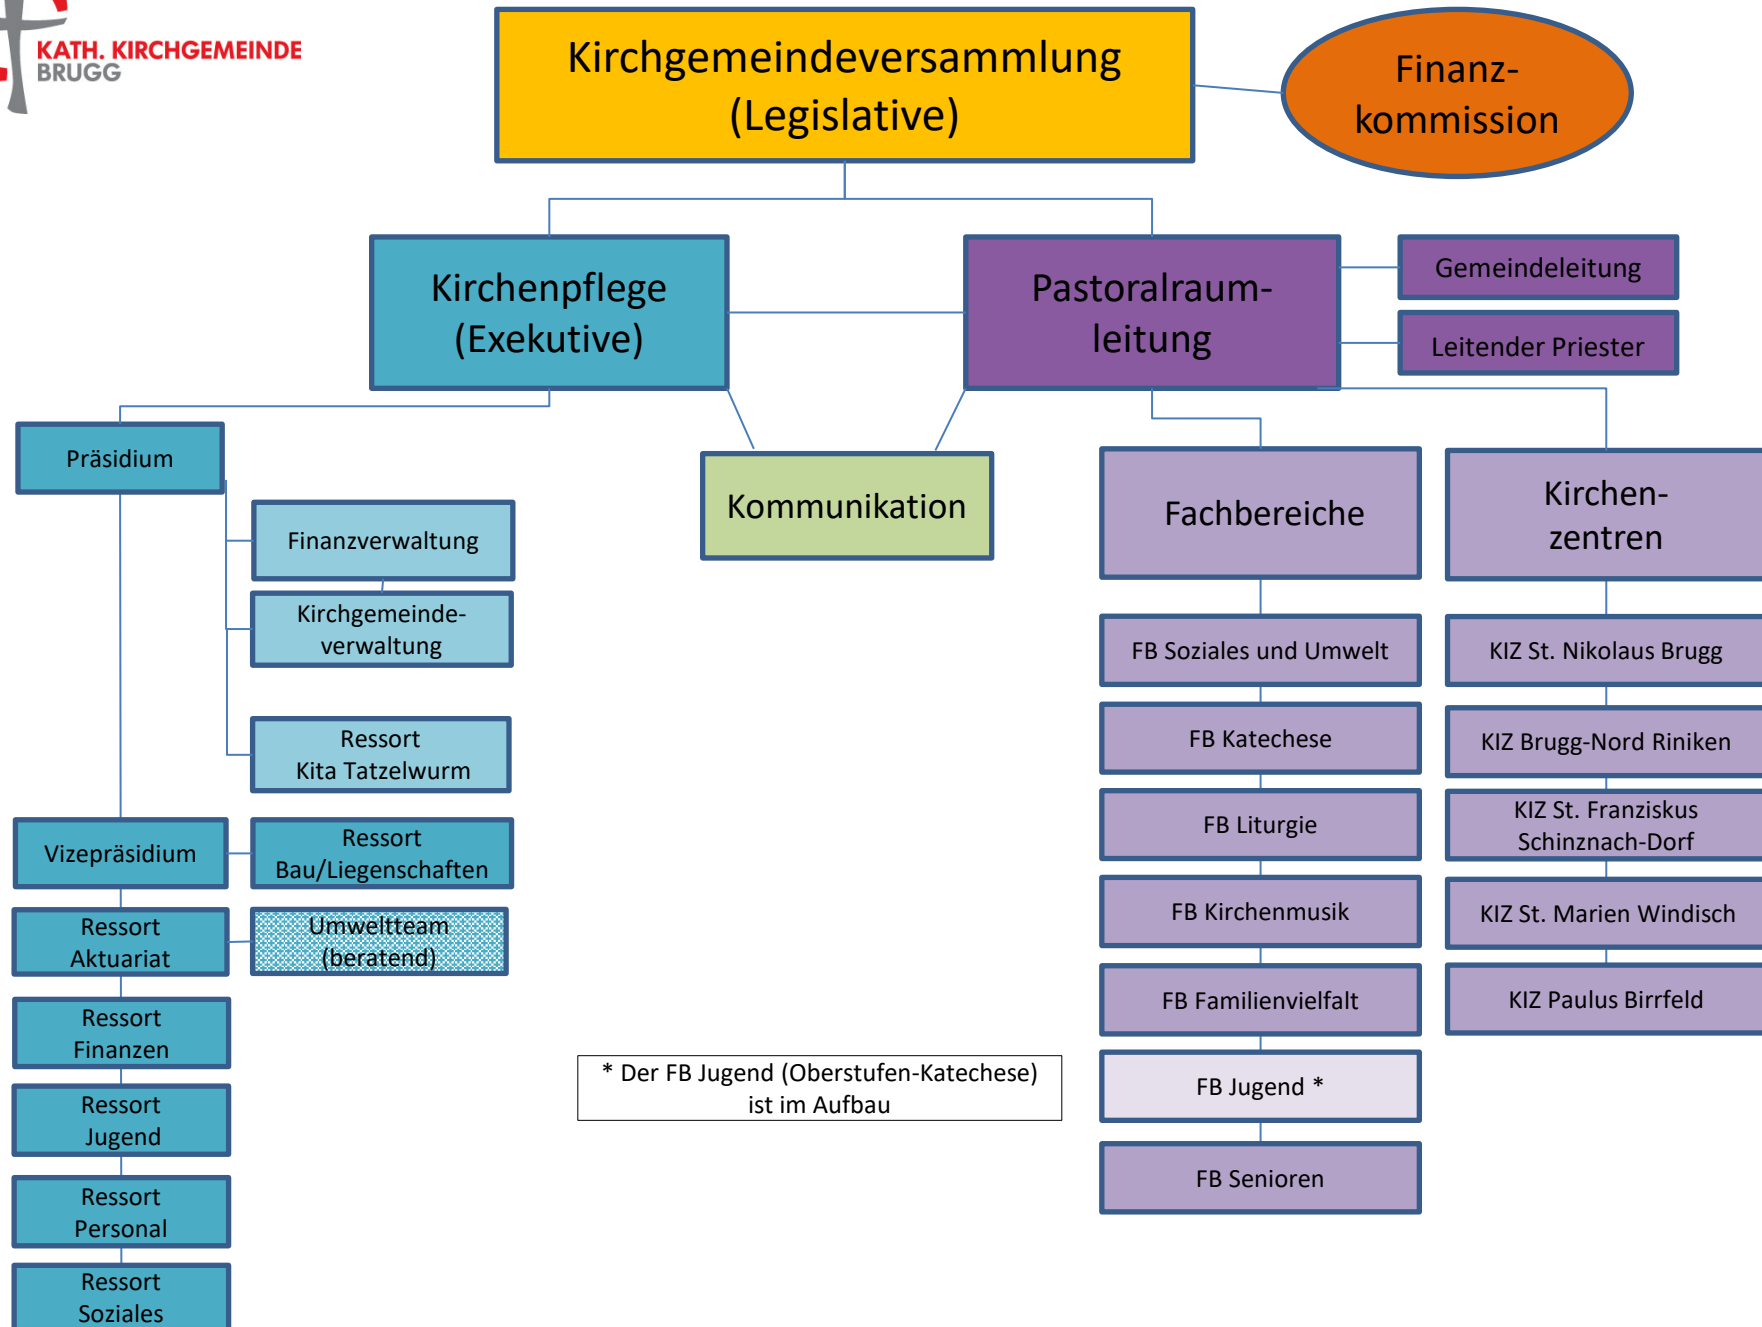 KATH. KIRCHGEMEINDE
BRUGG
Kirchgemeindeversammlung
(Legislative)
Finanz-
kommission
Kirchenpflege
(Exekutive)
Pastoralraum-
leitung
Gemeindeleitung
Leitender Priester
Präsidium
Finanzverwaltung
Kirchgemeinde-
verwaltung
Ressort
Kita Tatzelwurm
Vizepräsidium
Ressort
Bau/Liegenschaften
Ressort
Aktuariat
Umweltteam
(beratend)
Ressort
Finanzen
Ressort
Jugend
Ressort
Personal
Ressort
Soziales
Kommunikation
* Der FB Jugend (Oberstufen-Katechese)
ist im Aufbau
Fachbereiche
FB Soziales und Umwelt
FB Katechese
FB Liturgie
FB Kirchenmusik
FB Familienvielfalt
FB Jugend *
FB Senioren
Kirchen-
zentren
KIZ St. Nikolaus Brugg
KIZ Brugg-Nord Riniken
KIZ St. Franziskus
Schinznach-Dorf
KIZ St. Marien Windisch
KIZ Paulus Birrfeld